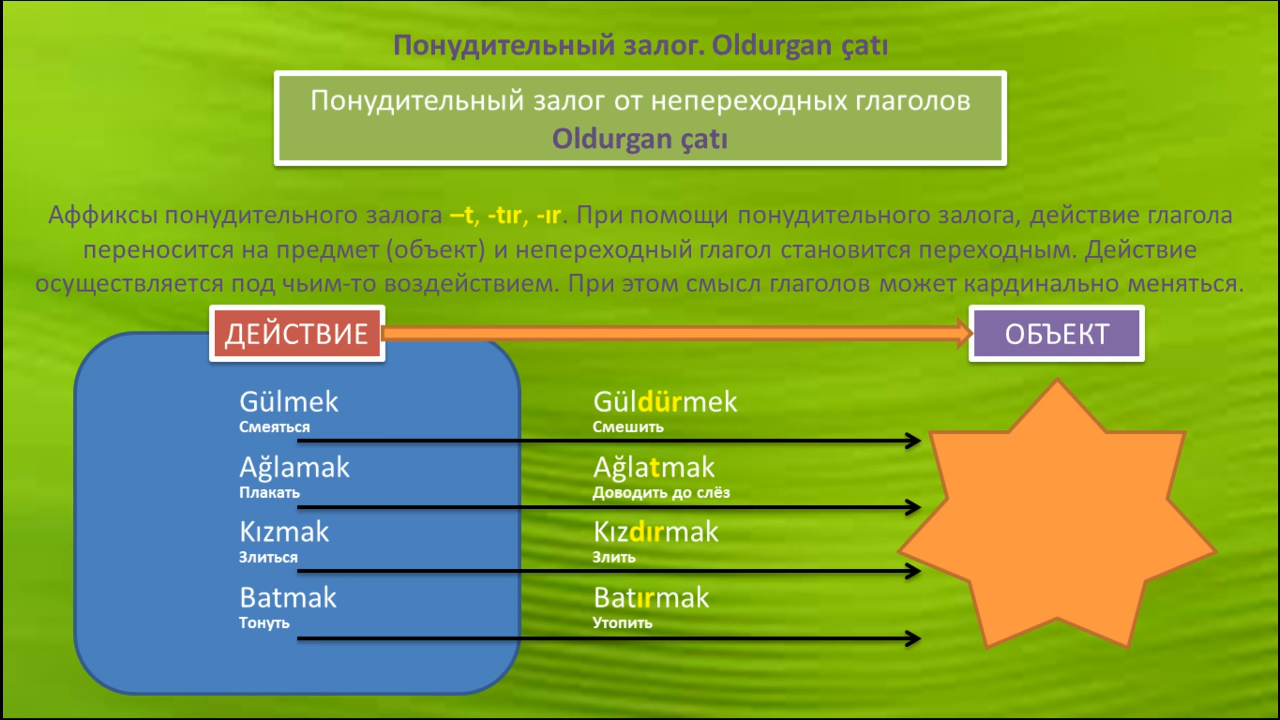 Понудительный залог. Oldurgan çatı
Понудительный залог от непереходных глаголов
Oldurgan çatı
Аффиксы понудительного залога –t, -tır, -ır. При помощи понудительного залога, действие глагола
переносится на предмет (объект) и непереходный глагол становится переходным. Действие
осуществляется под чьим-то воздействием. При этом смысл глаголов может кардинально меняться.
ДЕЙСТВИЕ
ОБЪЕКТ
Gülmek
Güldürmek
Смеяться
Смешить
Ağlamak
Ağlatmak
Плакать
Доводить до слёз
Kızmak
Kızdırmak
Злиться
Злить
Batmak
Batırmak
Тонуть
Утопить